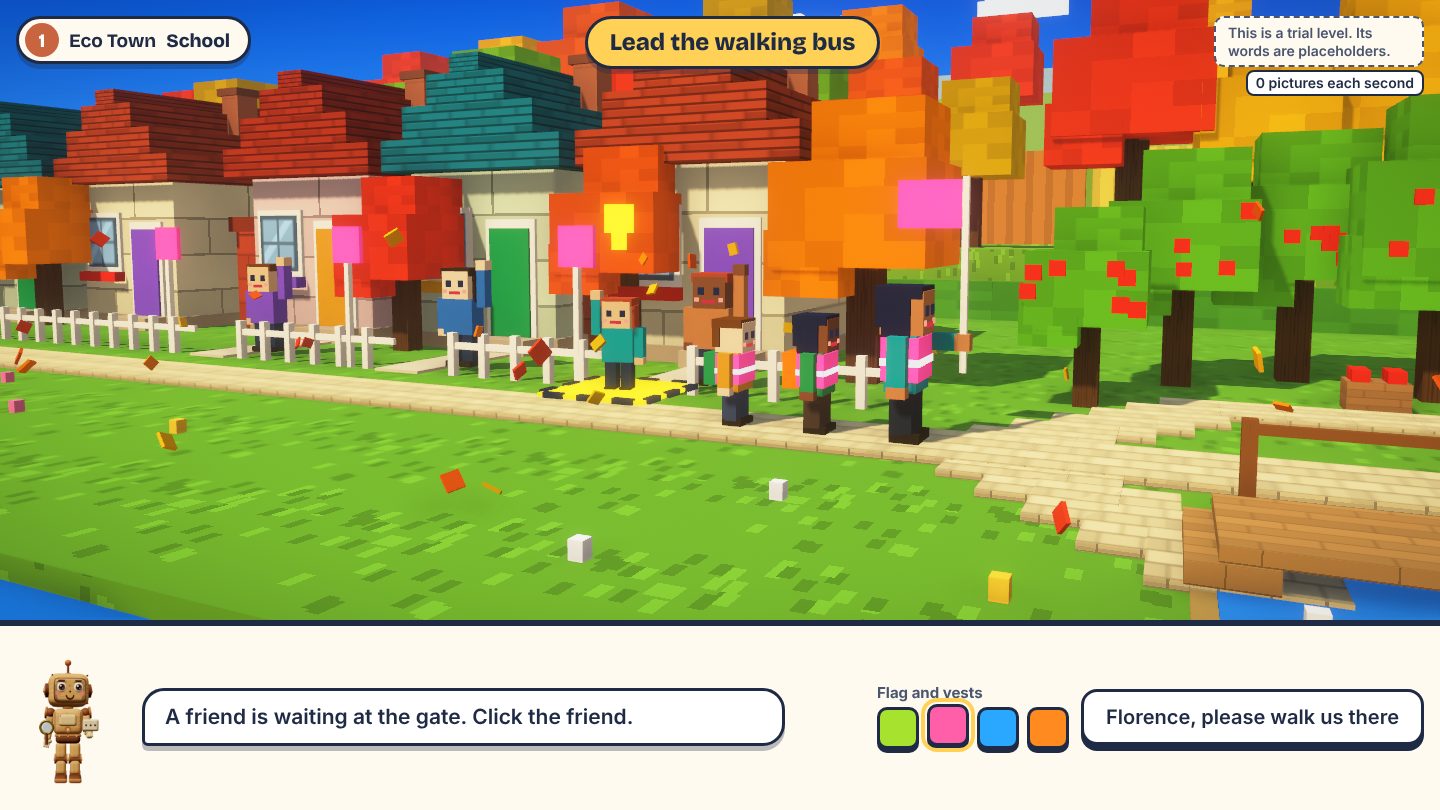 1 Eco Town School
Lead the walking bus
This is a trial level. Its
words are placeholders.
0 pictures each second
A friend is waiting at the gate. Click the friend.
Flag and vests
Florence, please walk us there